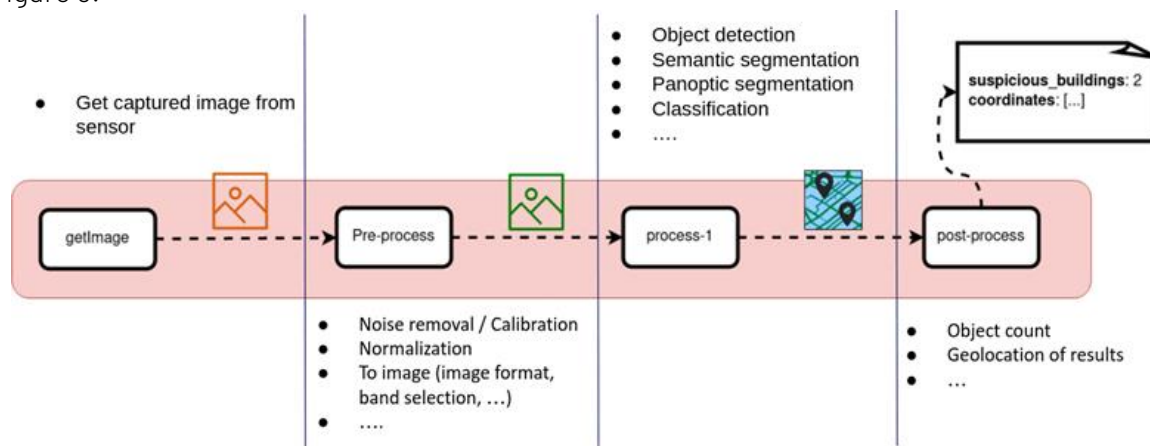 ● Get captured image from
sensor
● Object detection
● Semantic segmentation
● Panoptic segmentation
● Classification
● ....
suspicious_buildings: 2
coordinates: [...]
getImage
Pre-process
process-1
post-process
● Noise removal / Calibration
● Normalization
● To image (image format,
band selection, ...)
● ....
● Object count
● Geolocation of results
● ...